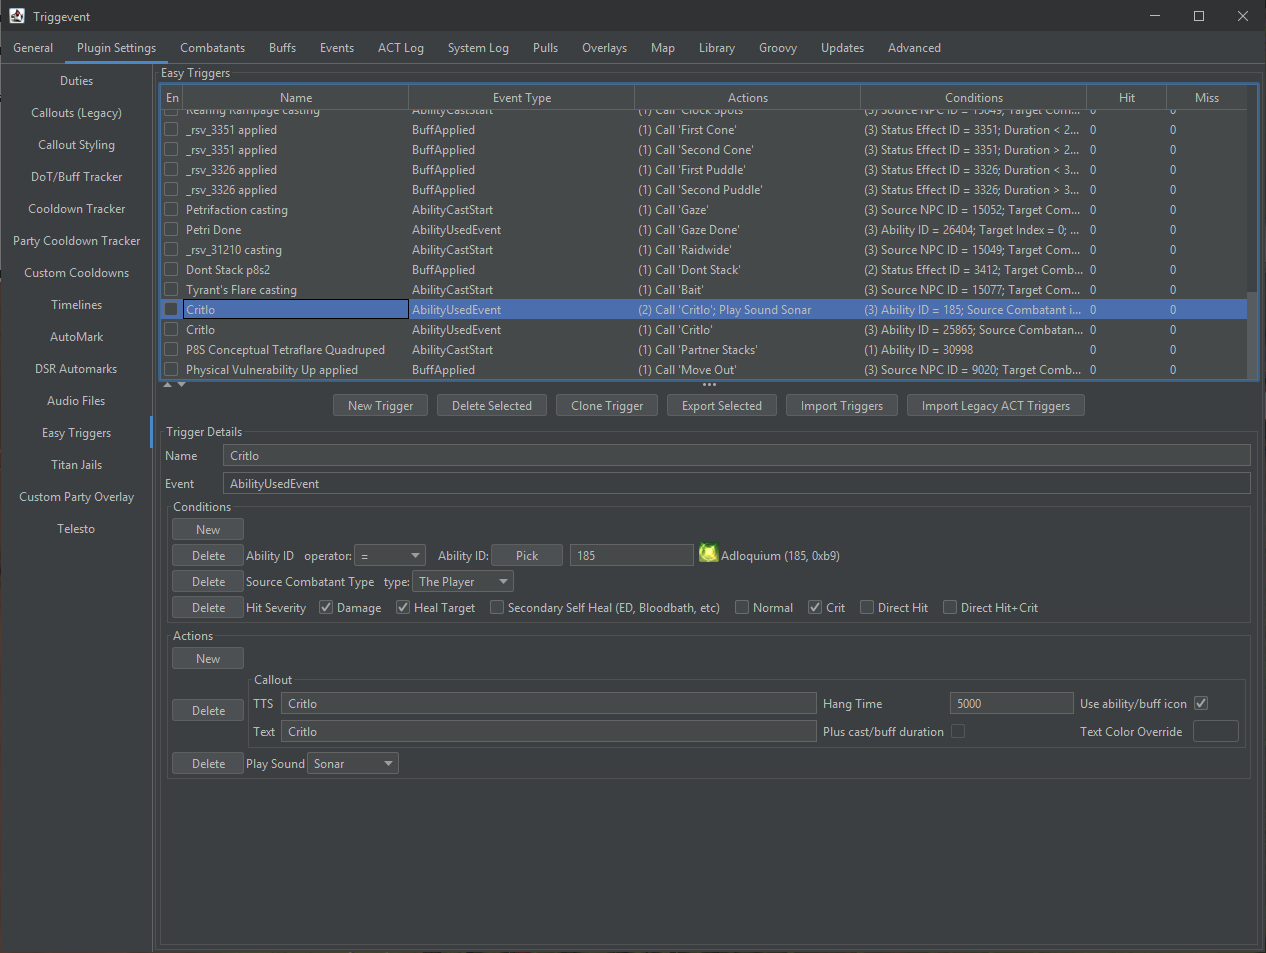 Triggevent
General Plugin Settings Combatants Buffs Events ACT Log System Log Pulls Overlays Map Library Groovy Updates Advanced
Duties
Callouts (Legacy)
Callout Styling
DoT/Buff Tracker
Cooldown Tracker
Party Cooldown Tracker
Custom Cooldowns
Timelines
AutoMark
DSR Automarks
Audio Files
Easy Triggers
Titan Jails
Custom Party Overlay
Telesto
Easy Triggers
En Name Event Type Actions Conditions Hit Miss
Rearing Rampage casting AbilityCastStart (1) Call 'Clock Spots' (3) Source NPC ID = 15049; Target Com... 0 0
_rsv_3351 applied BuffApplied (1) Call 'First Cone' (3) Status Effect ID = 3351; Duration < 2... 0 0
_rsv_3351 applied BuffApplied (1) Call 'Second Cone' (3) Status Effect ID = 3351; Duration > 2... 0 0
_rsv_3326 applied BuffApplied (1) Call 'First Puddle' (3) Status Effect ID = 3326; Duration < 3... 0 0
_rsv_3326 applied BuffApplied (1) Call 'Second Puddle' (3) Status Effect ID = 3326; Duration > 3... 0 0
Petrifaction casting AbilityCastStart (1) Call 'Gaze' (3) Source NPC ID = 15052; Target Com... 0 0
Petri Done AbilityUsedEvent (1) Call 'Gaze Done' (3) Ability ID = 26404; Target Index = 0; ... 0 0
_rsv_31210 casting AbilityCastStart (1) Call 'Raidwide' (3) Source NPC ID = 15049; Target Com... 0 0
Dont Stack p8s2 BuffApplied (1) Call 'Dont Stack' (2) Status Effect ID = 3412; Target Comb... 0 0
Tyrant's Flare casting AbilityCastStart (1) Call 'Bait' (3) Source NPC ID = 15077; Target Com... 0 0
Critlo AbilityUsedEvent (2) Call 'Critlo'; Play Sound Sonar (3) Ability ID = 185; Source Combatant i... 0 0
Critlo AbilityUsedEvent (1) Call 'Critlo' (3) Ability ID = 25865; Source Combatan... 0 0
P8S Conceptual Tetraflare Quadruped AbilityCastStart (1) Call 'Partner Stacks' (1) Ability ID = 30998 0 0
Physical Vulnerability Up applied BuffApplied (1) Call 'Move Out' (3) Source NPC ID = 9020; Target Comb... 0 0
New Trigger Delete Selected Clone Trigger Export Selected Import Triggers Import Legacy ACT Triggers
Trigger Details
Name Critlo
Event AbilityUsedEvent
Conditions
New
Delete Ability ID operator: = Ability ID: Pick 185 Adloquium (185, 0xb9)
Delete Source Combatant Type type: The Player
Delete Hit Severity Damage Heal Target Secondary Self Heal (ED, Bloodbath, etc) Normal Crit Direct Hit Direct Hit+Crit
Actions
New
Callout
Delete
TTS Critlo Hang Time 5000 Use ability/buff icon
Text Critlo Plus cast/buff duration Text Color Override
Delete Play Sound Sonar